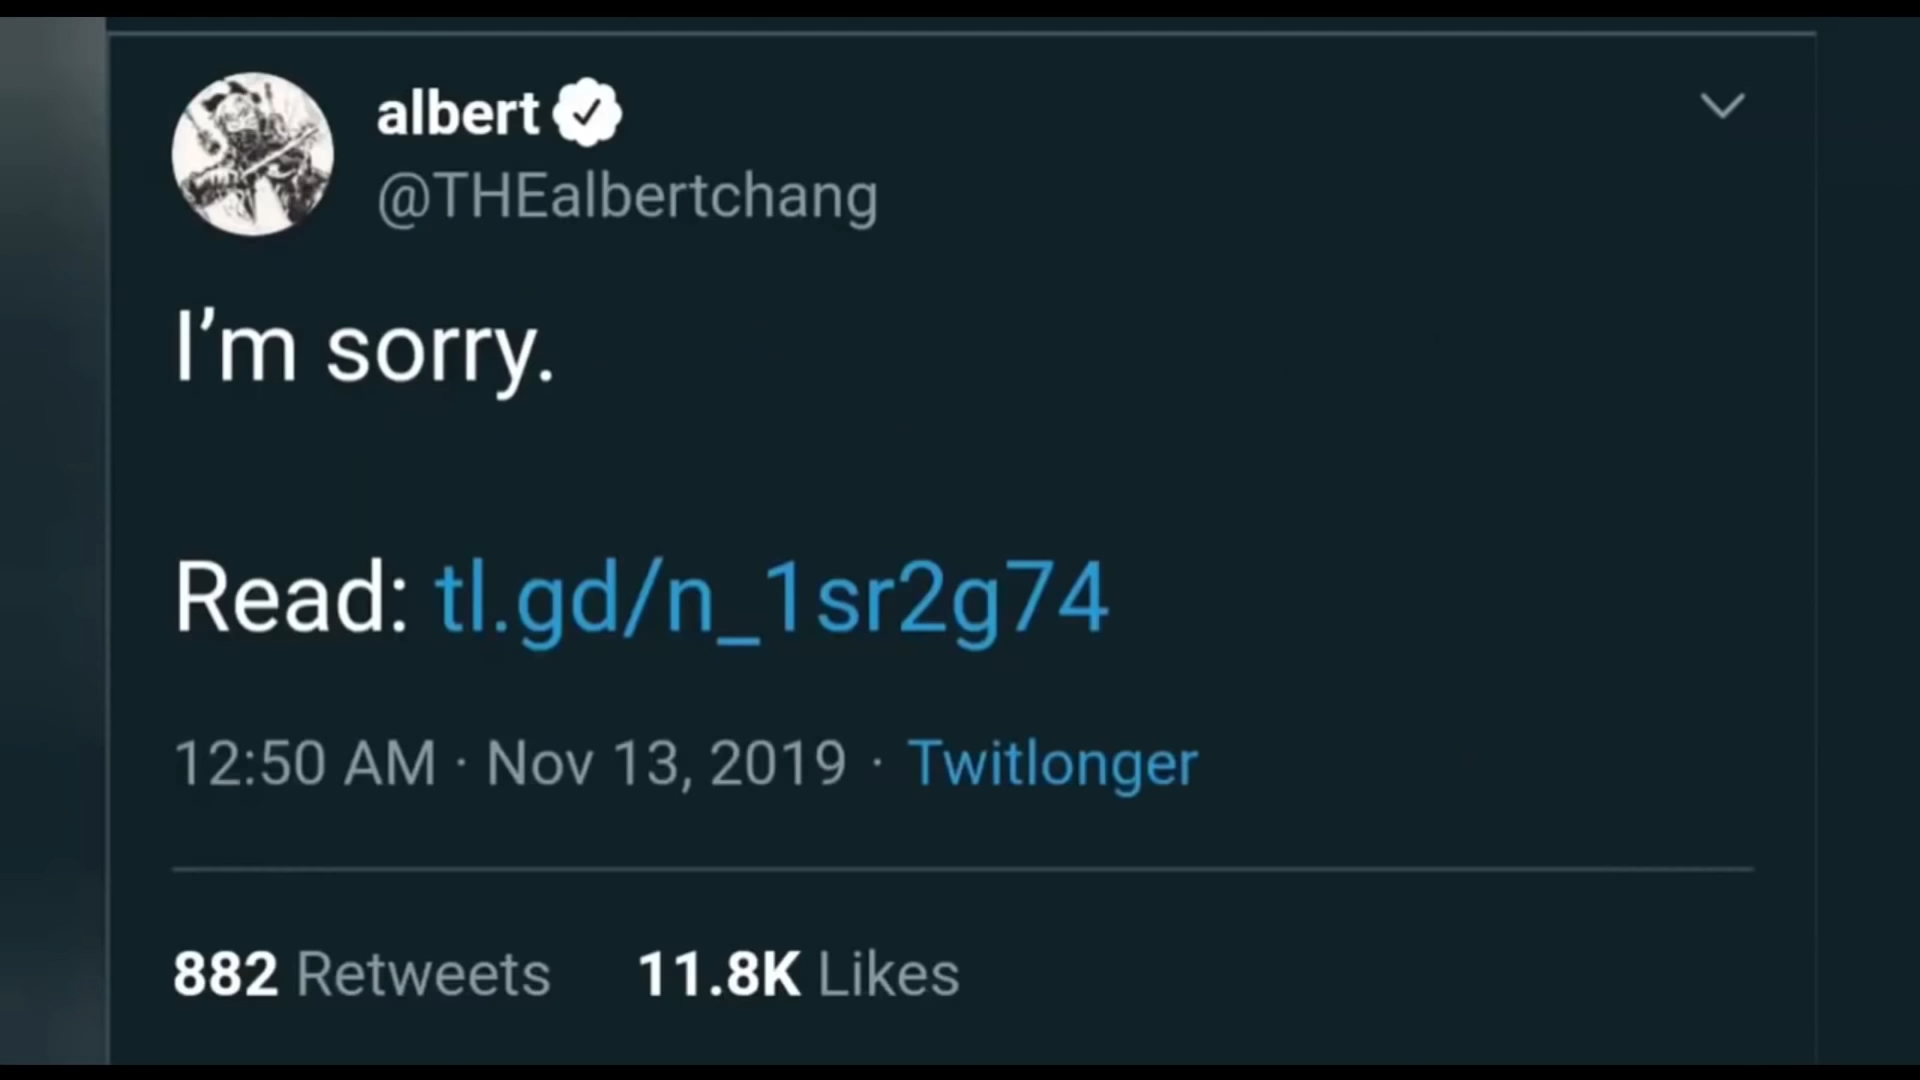 albert
@THEalbertchang
I’m sorry.
Read: tl.gd/n_1sr2g74
12:50 AM · Nov 13, 2019 · Twitlonger
882 Retweets 11.8K Likes